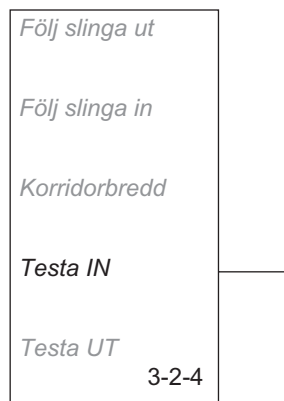 Följ slinga ut
Följ slinga in
Korridorbredd
Testa IN
Testa UT
3-2-4